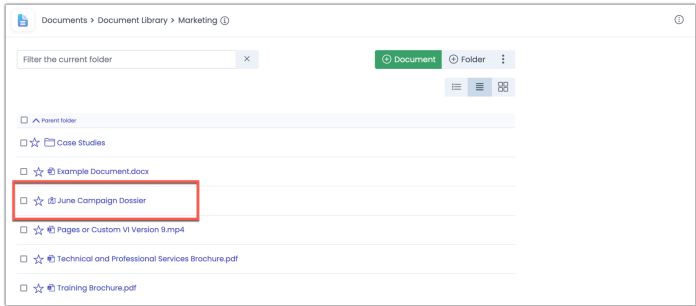 Documents > Document Library > Marketing
Filter the current folder
Document Folder
Parent folder
Case Studies
Example Document.docx
June Campaign Dossier
Pages or Custom VI Version 9.mp4
Technical and Professional Services Brochure.pdf
Training Brochure.pdf